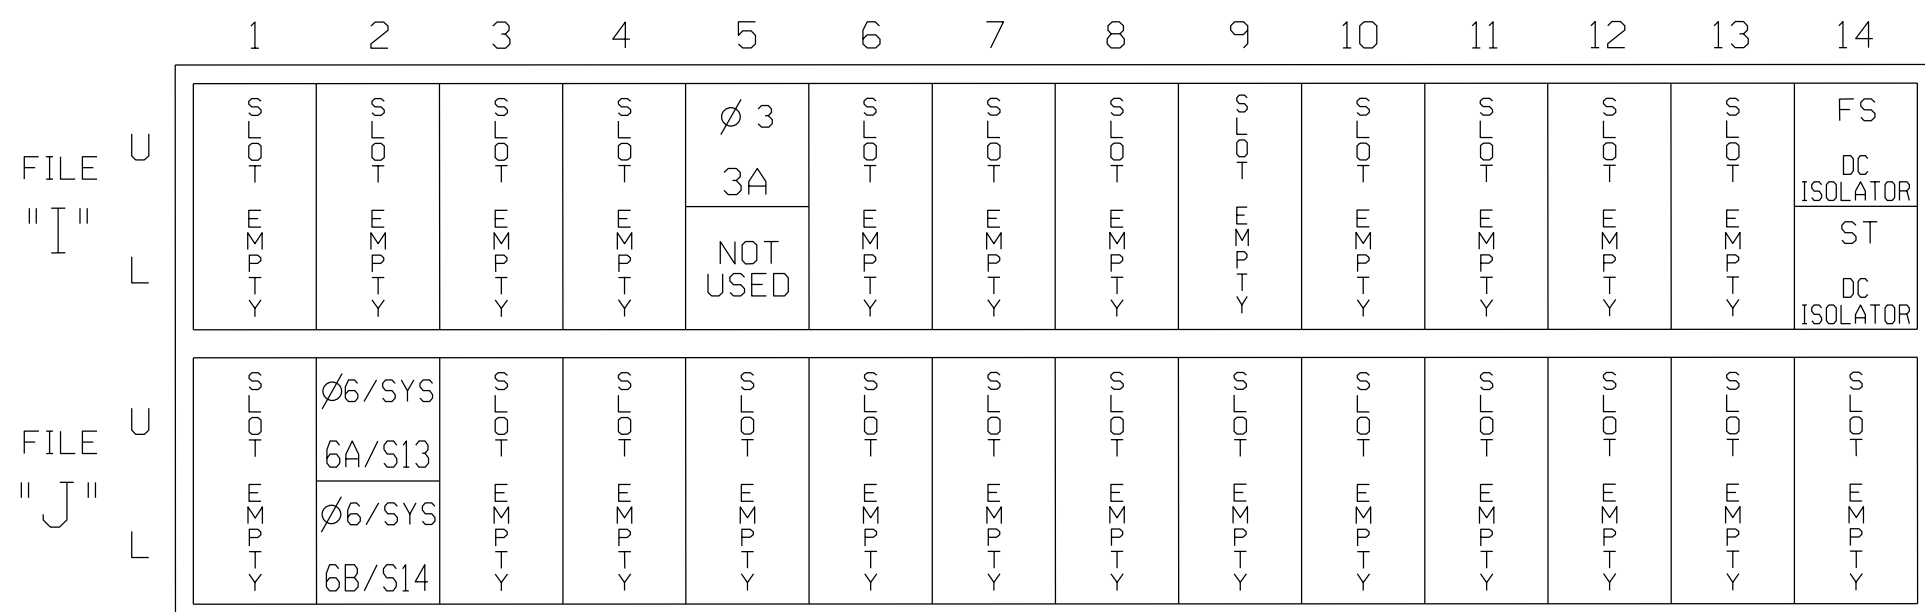 1 2 3 4 5 6 7 8 9 10 11 12 13 14
FILE "I"
U
L
SLOT EMPTY
SLOT EMPTY
SLOT EMPTY
SLOT EMPTY
Ø 3
3A
NOT
USED
SLOT EMPTY
SLOT EMPTY
SLOT EMPTY
SLOT EMPTY
SLOT EMPTY
SLOT EMPTY
SLOT EMPTY
SLOT EMPTY
FS
DC
ISOLATOR
ST
DC
ISOLATOR
FILE "J"
U
L
SLOT EMPTY
Ø6/SYS
6A/S13
Ø6/SYS
6B/S14
SLOT EMPTY
SLOT EMPTY
SLOT EMPTY
SLOT EMPTY
SLOT EMPTY
SLOT EMPTY
SLOT EMPTY
SLOT EMPTY
SLOT EMPTY
SLOT EMPTY
SLOT EMPTY
SLOT EMPTY